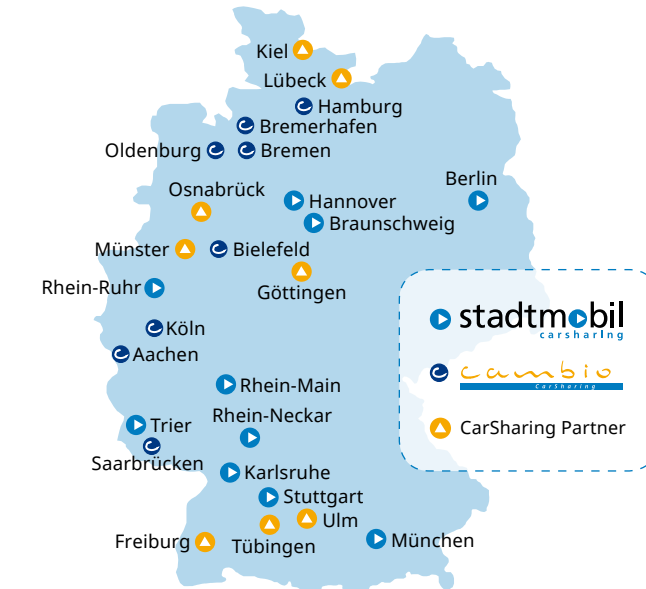 Kiel
Lübeck
Hamburg
Bremerhafen
Oldenburg
Bremen
Berlin
Osnabrück
Hannover
Braunschweig
Münster
Bielefeld
Rhein-Ruhr
Göttingen
stadtmobil
carsharing
Köln
Aachen
cambio
CarSharing
Rhein-Main
Rhein-Neckar
Trier
CarSharing Partner
Saarbrücken
Karlsruhe
Stuttgart
Ulm
Freiburg
Tübingen
München